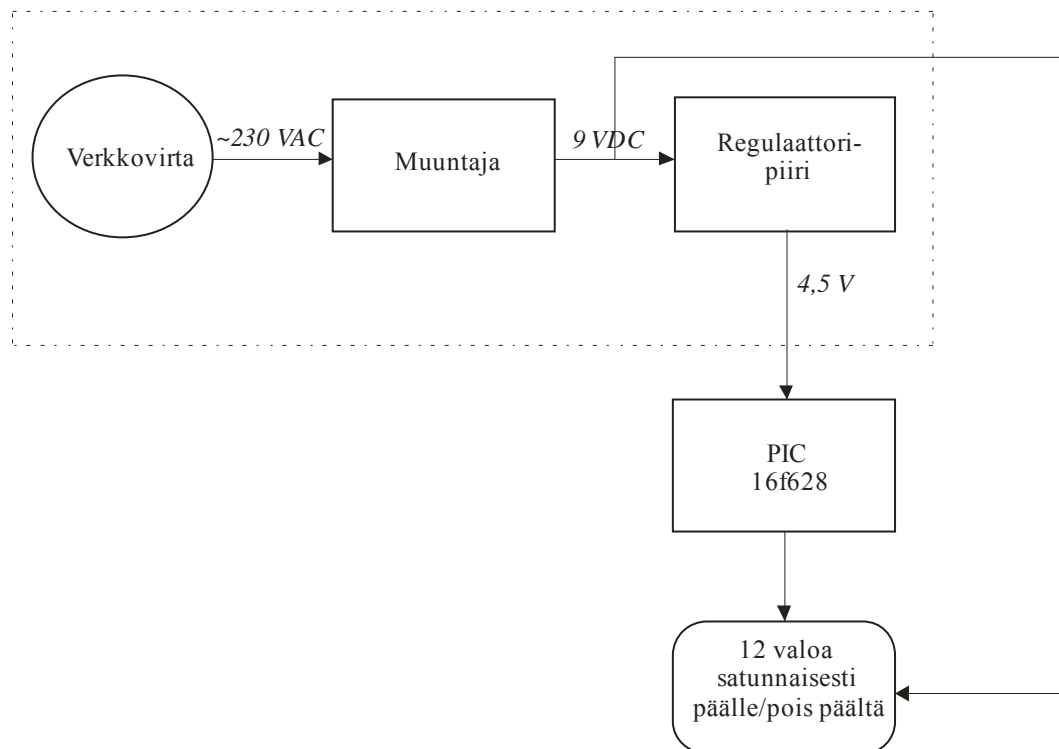 Verkkovirta
~230 VAC
Muuntaja
9 VDC
Regulaattori-
piiri
4,5 V
PIC
16f628
12 valoa
satunnaisesti
päälle/pois päältä